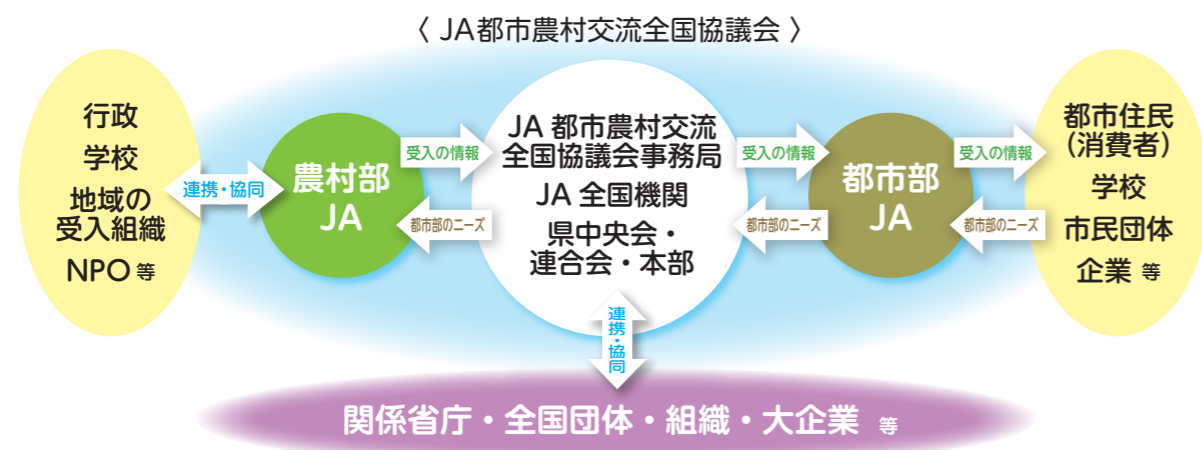 〈 JA都市農村交流全国協議会 〉
行政
学校
地域の
受入組織
NPO 等
連携・協同
農村部
JA
受入の情報
都市部のニーズ
JA 都市農村交流
全国協議会事務局
JA 全国機関
県中央会・
連合会・本部
受入の情報
都市部のニーズ
都市部
JA
受入の情報
都市部のニーズ
都市住民
(消費者)
学校
市民団体
企業 等
連携・協同
関係省庁・全国団体・組織・大企業 等